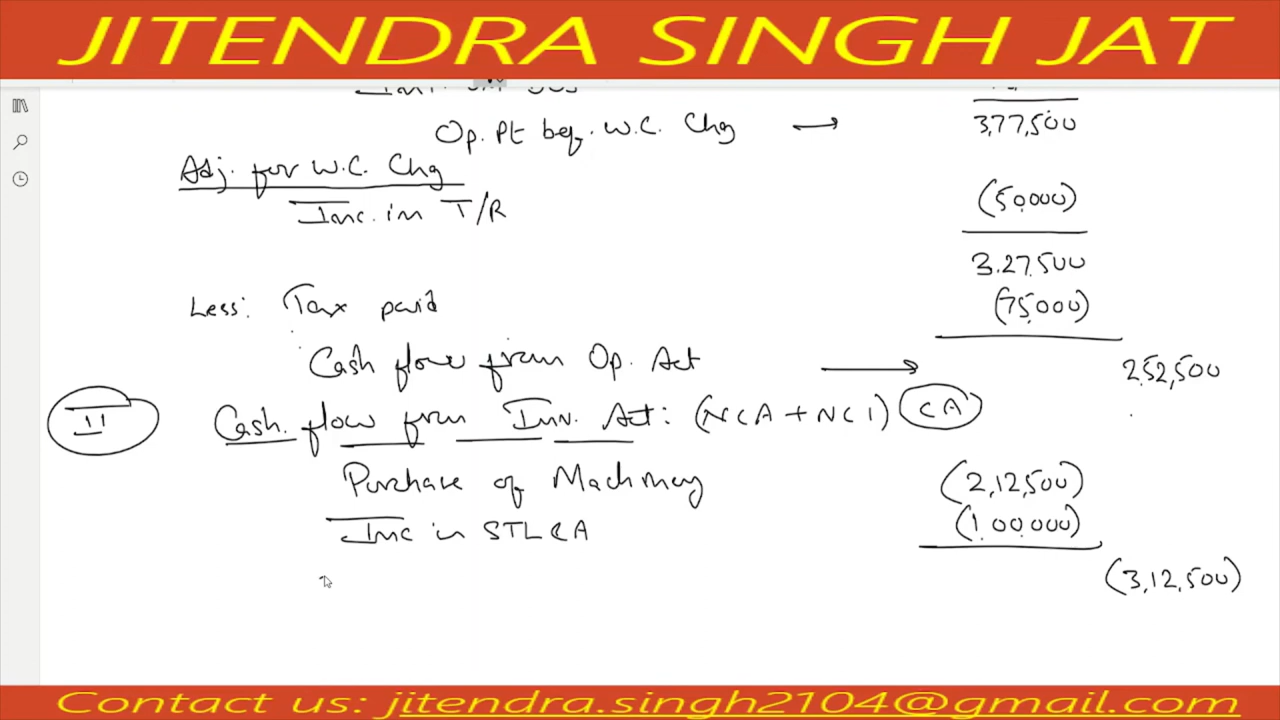 JITENDRA SINGH JAT
Op. Pt bef. W.C. Chg → 3,77,500
Adj. for W.C. Chg
Inc. in T/R (50,000)
3,27,500
Less: Tax paid (75,000)
Cash flow from Op. Act → 2,52,500
II Cash flow from Inv. Act: (NCA + NCI) CA
Purchase of Machinery (2,12,500)
Inc in STL & A (1,00,000)
(3,12,500)
Contact us: jitendra.singh2104@gmail.com